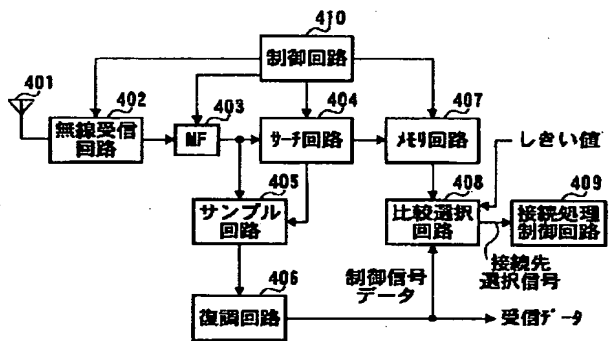 410
制御回路
401
402
無線受信
回路
403
MF
404
サーチ回路
407
メモリ回路
しきい値
405
サンプル
回路
408
比較選択
回路
409
接続処理
制御回路
接続先
選択信号
制御信号
データ
406
復調回路
受信データ